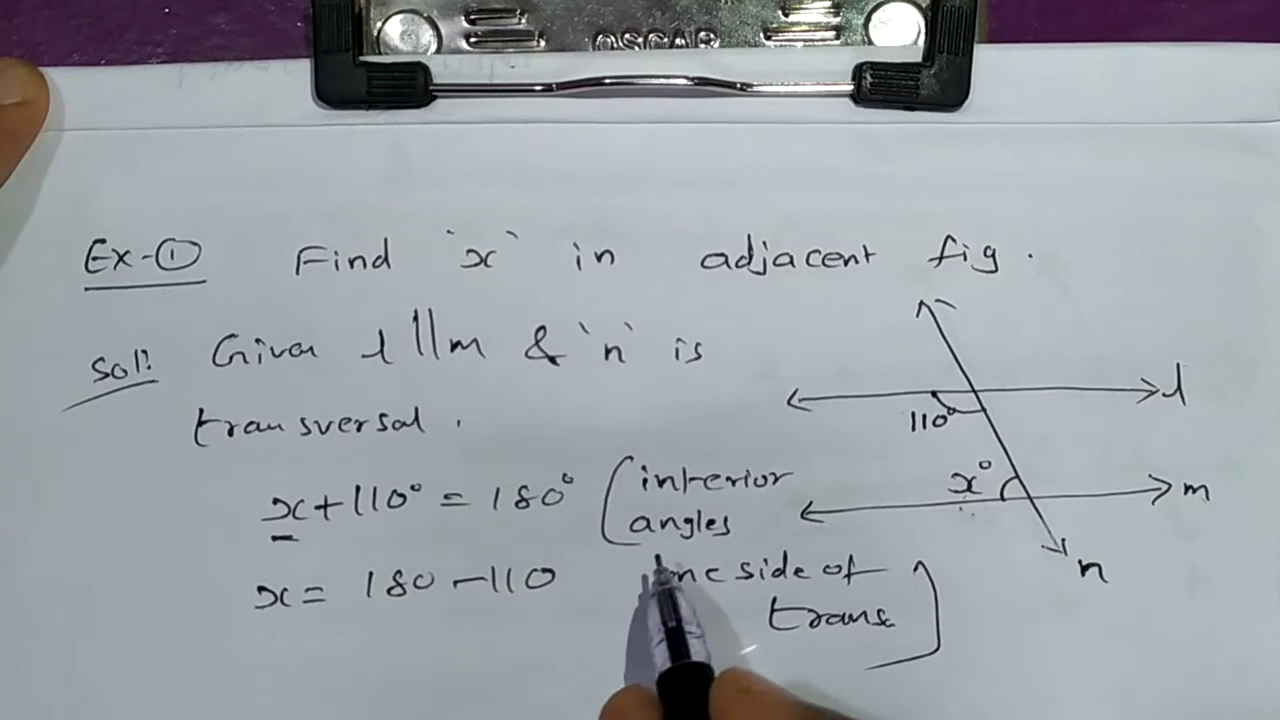 OSCAR
Ex-① Find 'x' in adjacent fig.
Sol: Given l ∥ m & 'n' is
transversal.
x + 110° = 180° (interior
angles
x = 180 - 110
side of
trans)
l
110°
x°
m
n